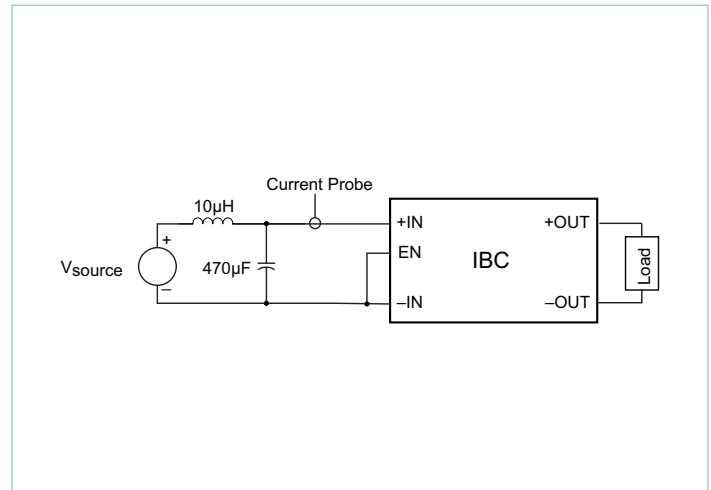 Current Probe
10μH
+IN
+OUT
+
EN
IBC
Load
Vsource
470μF
–
–IN
–OUT